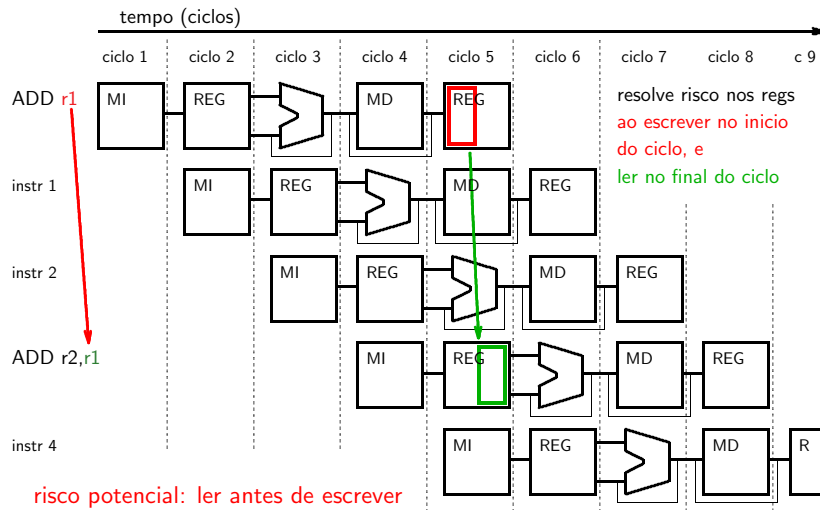 tempo (ciclos)
ciclo 1 ciclo 2 ciclo 3 ciclo 4 ciclo 5 ciclo 6 ciclo 7 ciclo 8 c 9
ADD r1 MI REG MD REG
resolve risco nos regs
ao escrever no inicio
do ciclo, e
ler no final do ciclo
instr 1 MI REG MD REG
instr 2 MI REG MD REG
ADD r2,r1 MI REG MD REG
instr 4 MI REG MD R
risco potencial: ler antes de escrever